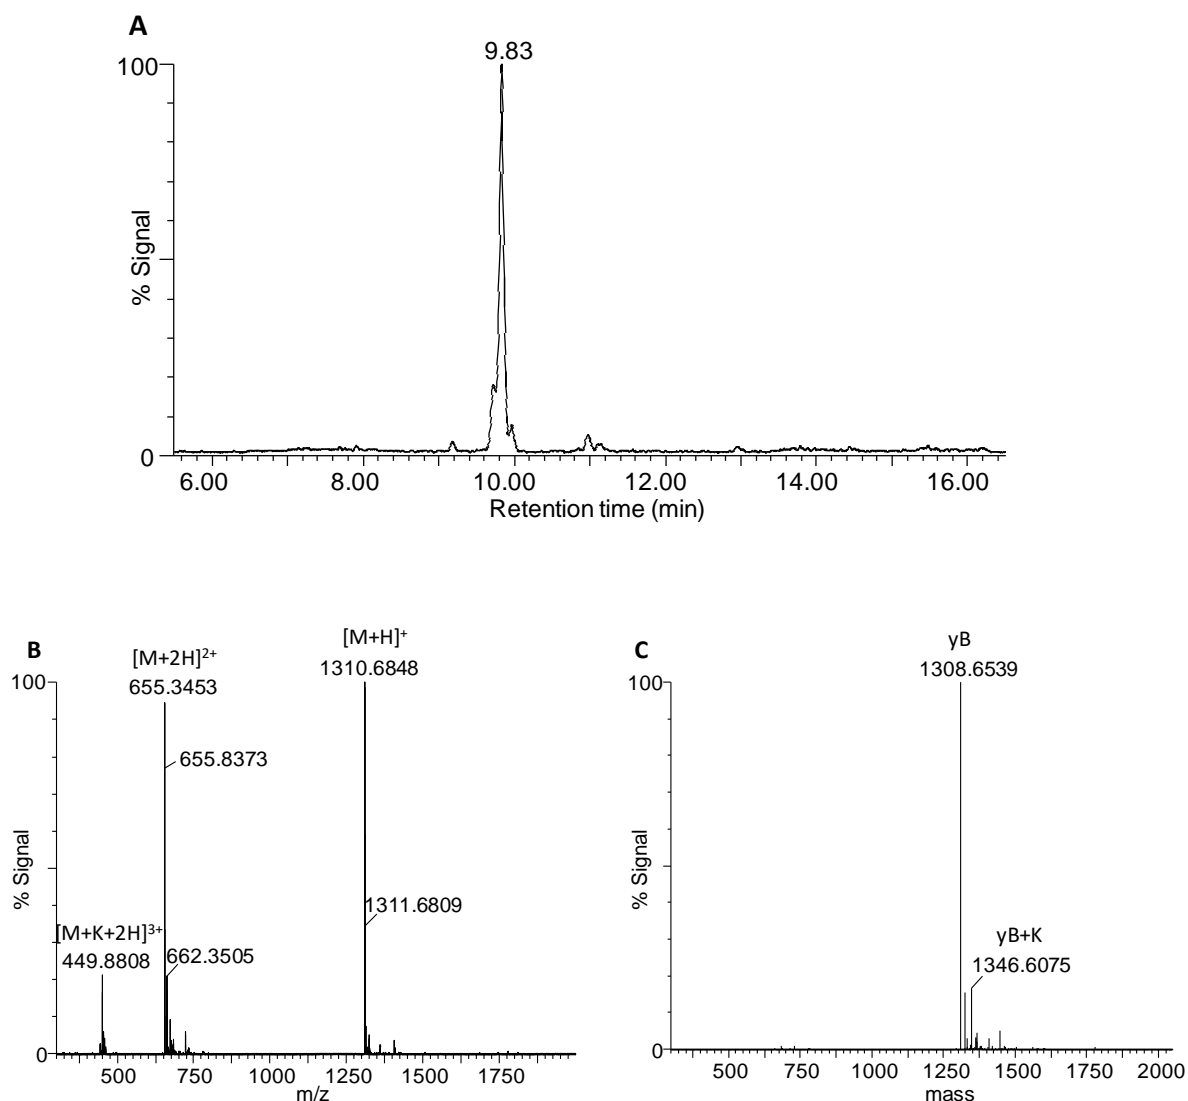 A
9.83
100
% Signal
0
6.00 8.00 10.00 12.00 14.00 16.00
Retention time (min)
B
[M+H]⁺
1310.6848
[M+2H]²⁺
655.3453
100
655.8373
1311.6809
[M+K+2H]³⁺
449.8808
662.3505
% Signal
0
500 750 1000 1250 1500 1750
m/z
C
yB
1308.6539
100
yB+K
1346.6075
% Signal
0
500 750 1000 1250 1500 1750 2000
mass